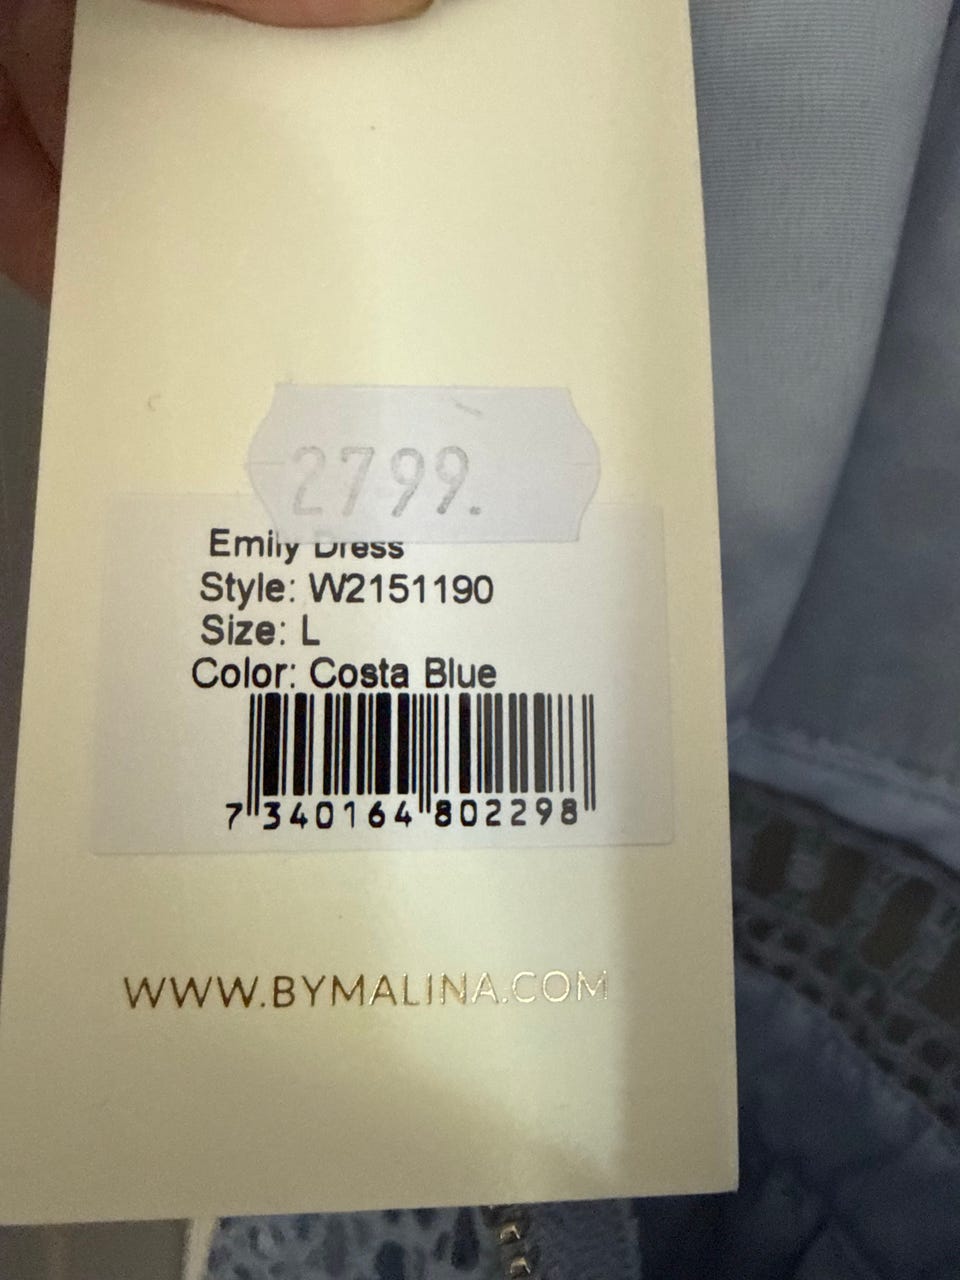 2799.
Emily Dress
Style: W2151190
Size: L
Color: Costa Blue
7 340164 802298
WWW.BYMALINA.COM